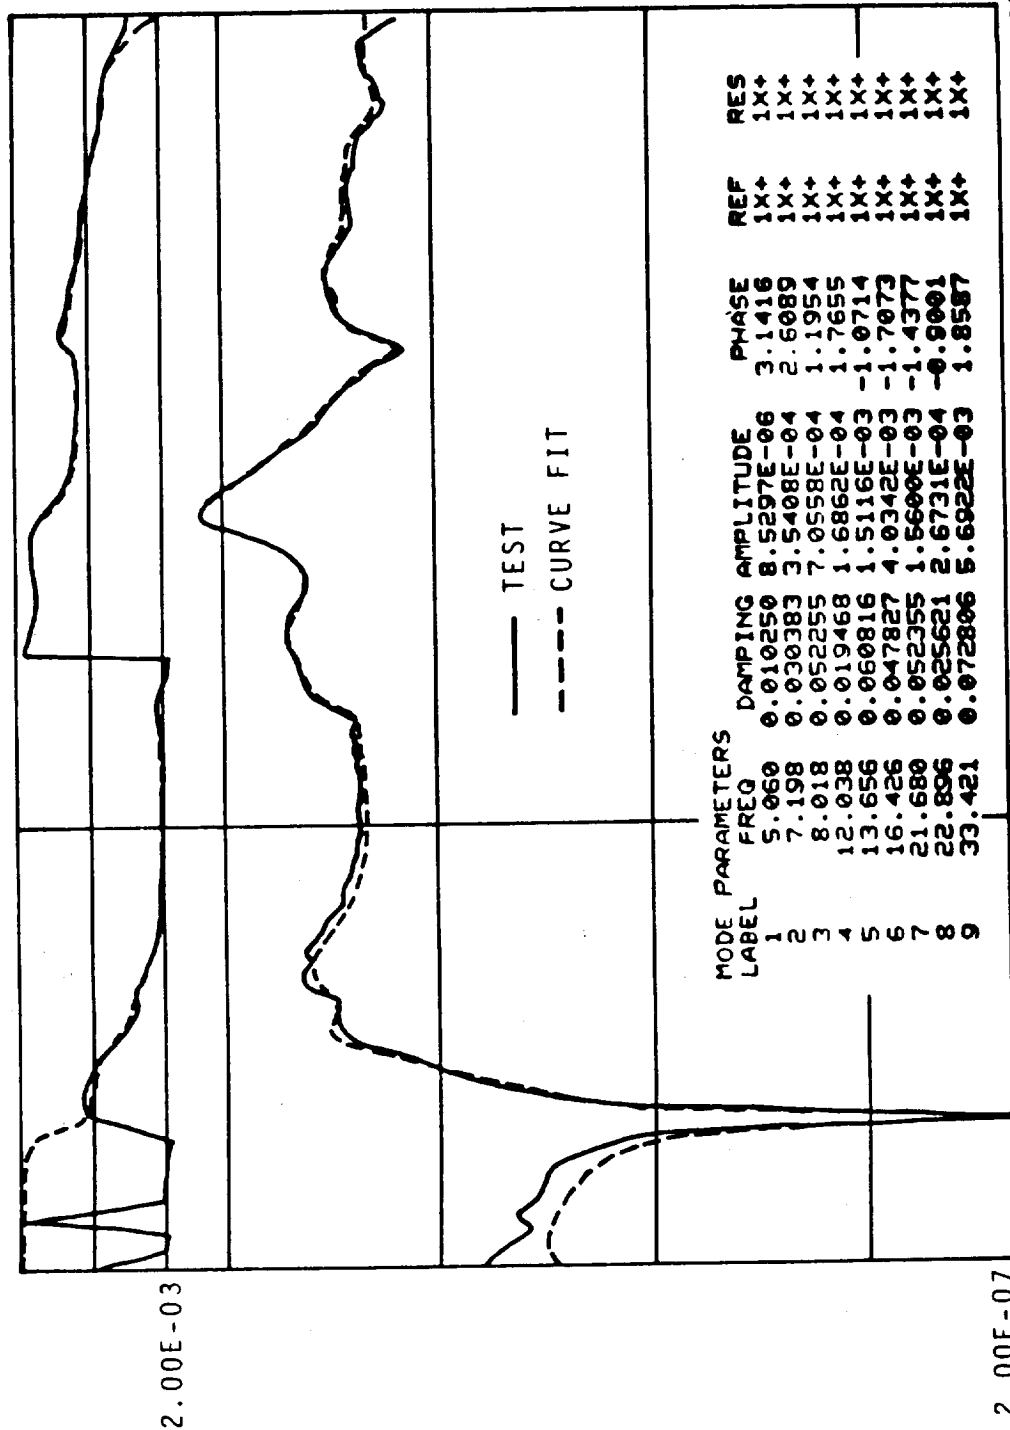 2.00E-03
TEST
CURVE FIT
MODE PARAMETERS
LABEL FREQ DAMPING AMPLITUDE PHASE REF RES
1 5.060 0.010250 8.5297E-06 3.1416 1X+ 1X+
2 7.198 0.030383 3.5408E-04 2.6089 1X+ 1X+
3 8.018 0.052255 7.0558E-04 1.1954 1X+ 1X+
4 12.038 0.019468 1.6862E-04 1.7655 1X+ 1X+
5 13.656 0.060816 1.5116E-03 -1.0714 1X+ 1X+
6 16.426 0.047827 4.0342E-03 -1.7073 1X+ 1X+
7 21.680 0.052355 1.5600E-03 -1.4377 1X+ 1X+
8 22.896 0.025621 2.6731E-04 -0.9001 1X+ 1X+
9 33.421 0.072806 5.6922E-03 1.8587 1X+ 1X+
2.00E-07